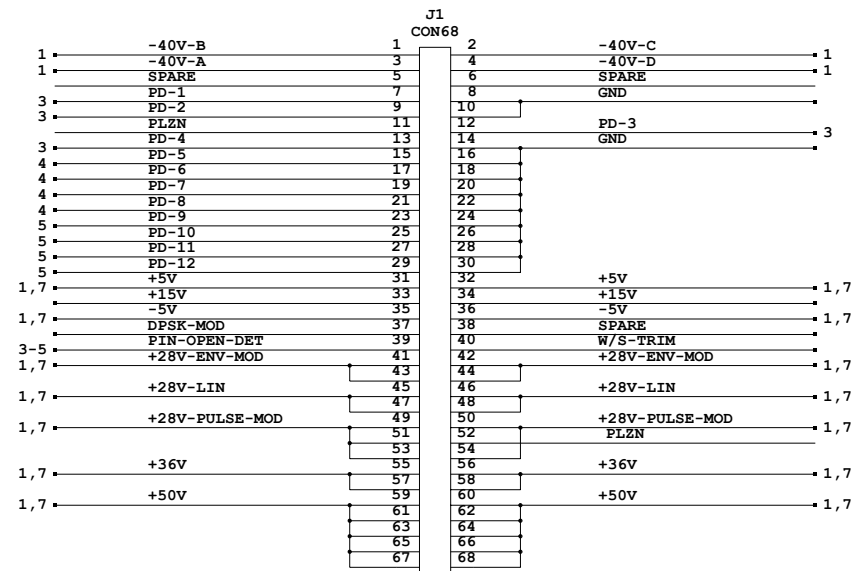 J1
CON68
-40V-B 1 2 -40V-C
1 -40V-A 3 4 -40V-D 1
1 SPARE 5 6 SPARE 1
PD-1 7 8 GND
3 PD-2 9 10
3 PLZN 11 12 PD-3
PD-4 13 14 GND 3
3 PD-5 15 16
4 PD-6 17 18
4 PD-7 19 20
4 PD-8 21 22
4 PD-9 23 24
5 PD-10 25 26
5 PD-11 27 28
5 PD-12 29 30
5 +5V 31 32 +5V
1,7 +15V 33 34 +15V 1,7
-5V 35 36 -5V
1,7 DPSK-MOD 37 38 SPARE 1,7
PIN-OPEN-DET 39 40 W/S-TRIM
3-5 +28V-ENV-MOD 41 42 +28V-ENV-MOD
1,7 43 44 1,7
+28V-LIN 45 46 +28V-LIN
1,7 47 48 1,7
+28V-PULSE-MOD 49 50 +28V-PULSE-MOD
1,7 51 52 PLZN 1,7
53 54
+36V 55 56 +36V
1,7 57 58 1,7
+50V 59 60 +50V
1,7 61 62 1,7
63 64
65 66
67 68